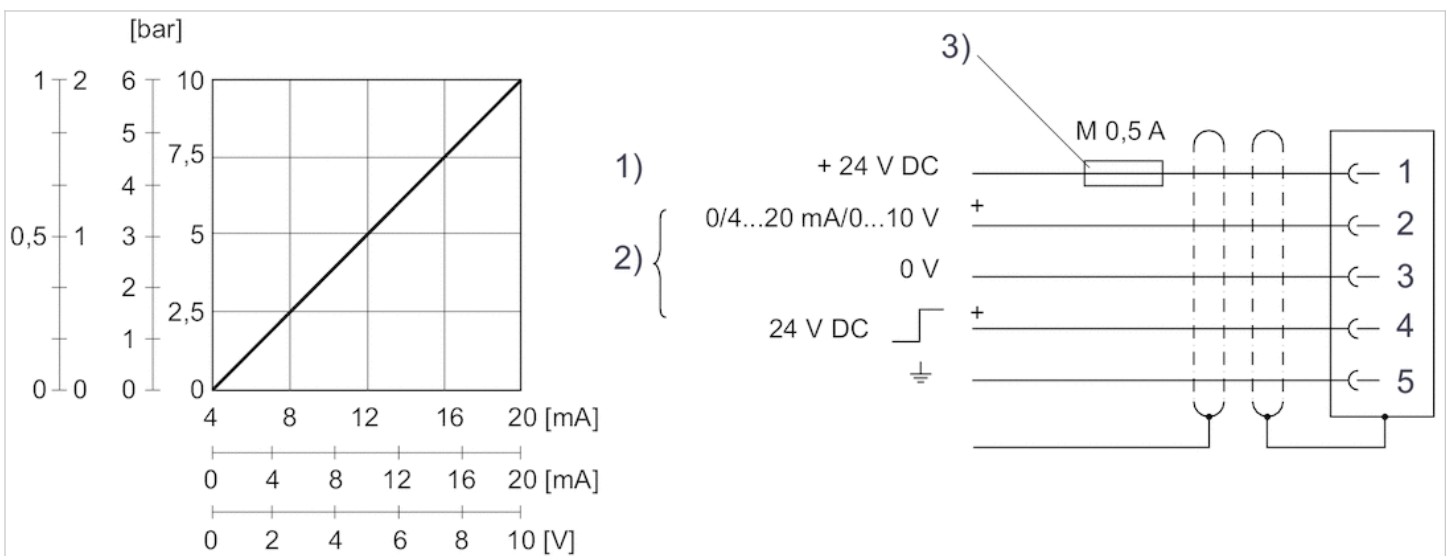 [bar]
1 2 6 10
5 7,5
4
0,5 1 3 5
2 2,5
1
0 0 0 0
4 8 12 16 20 [mA]
0 4 8 12 16 20 [mA]
0 2 4 6 8 10 [V]
3)
M 0,5 A
1) + 24 V DC 1
2) 0/4...20 mA/0...10 V + 2
0 V 3
24 V DC + 4
5